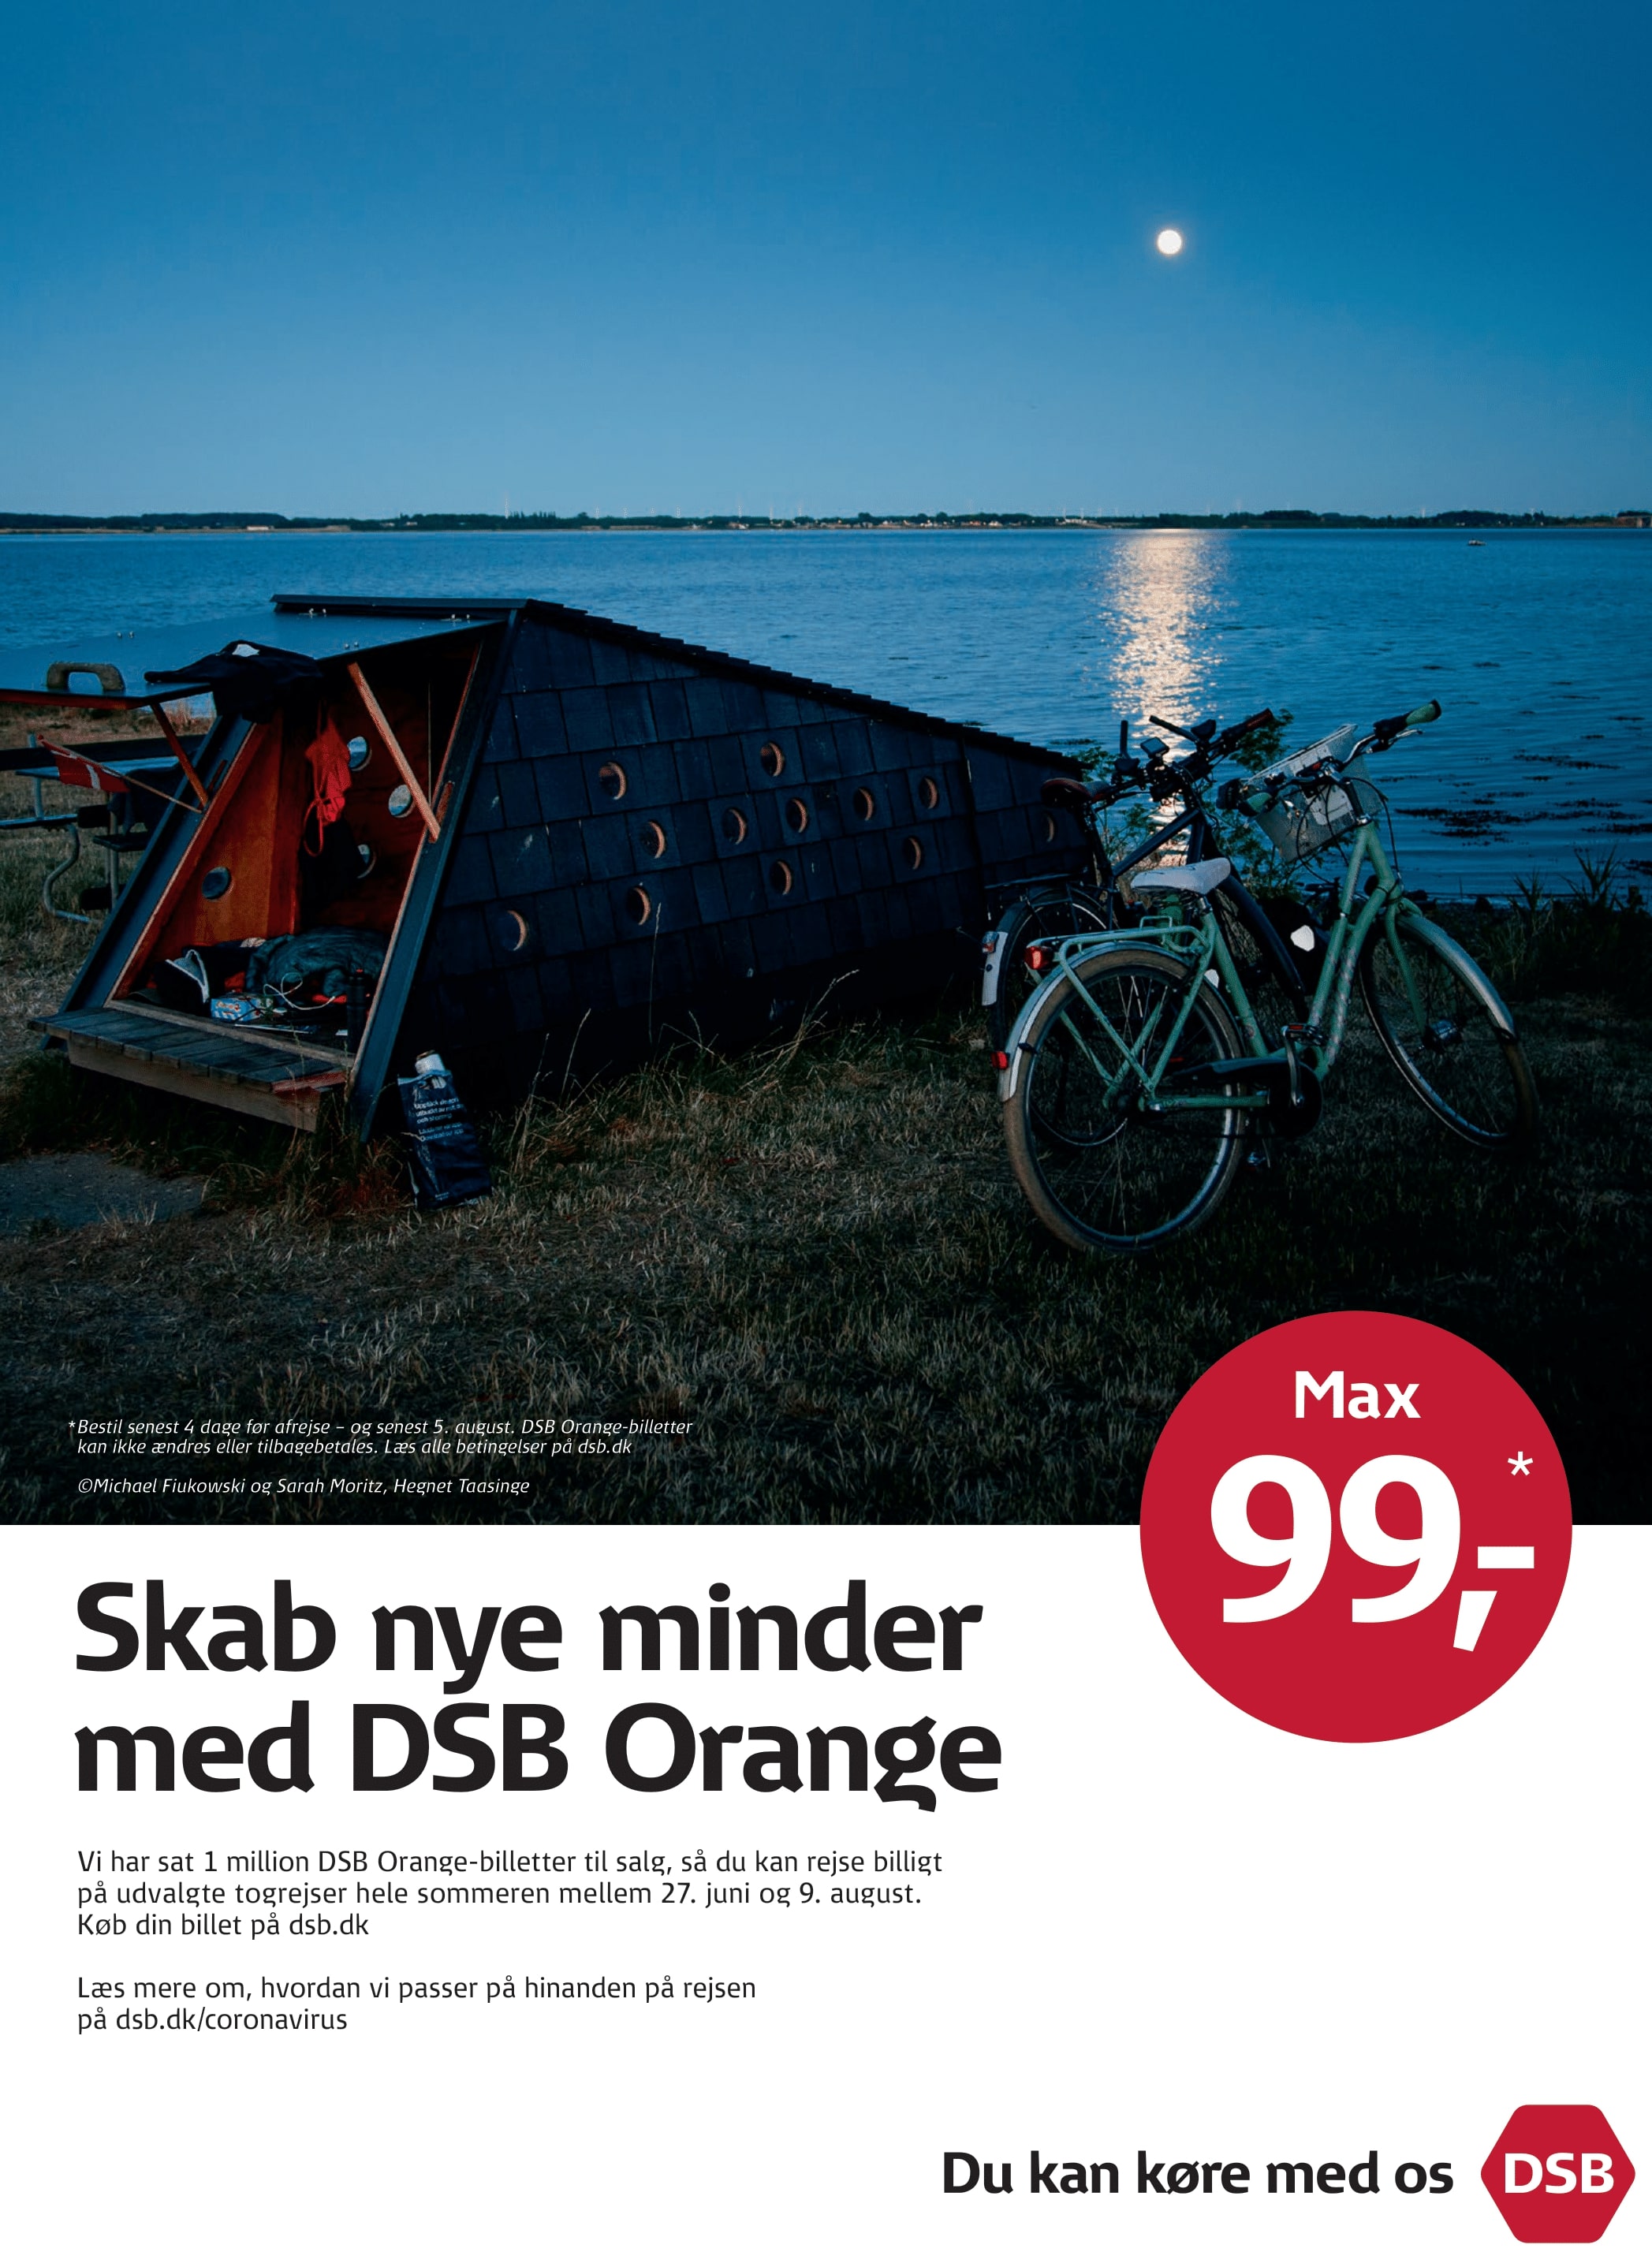 *Bestil senest 4 dage før afrejse – og senest 5. august. DSB Orange-billetter
kan ikke ændres eller tilbagebetales. Læs alle betingelser på dsb.dk
©Michael Fiukowski og Sarah Moritz, Hegnet Taasinge
Max
99,-*
Skab nye minder
med DSB Orange
Vi har sat 1 million DSB Orange-billetter til salg, så du kan rejse billigt
på udvalgte togrejser hele sommeren mellem 27. juni og 9. august.
Køb din billet på dsb.dk
Læs mere om, hvordan vi passer på hinanden på rejsen
på dsb.dk/coronavirus
Du kan køre med os
DSB